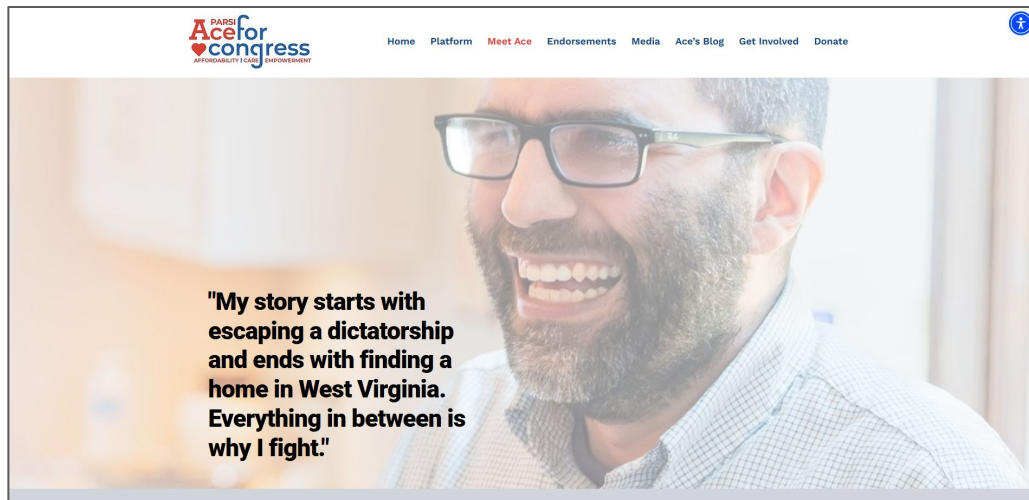 PARSI
Ace for
congress
AFFORDABILITY | CARE | EMPOWERMENT
Home Platform Meet Ace Endorsements Media Ace's Blog Get Involved Donate
"My story starts with
escaping a dictatorship
and ends with finding a
home in West Virginia.
Everything in between is
why I fight."